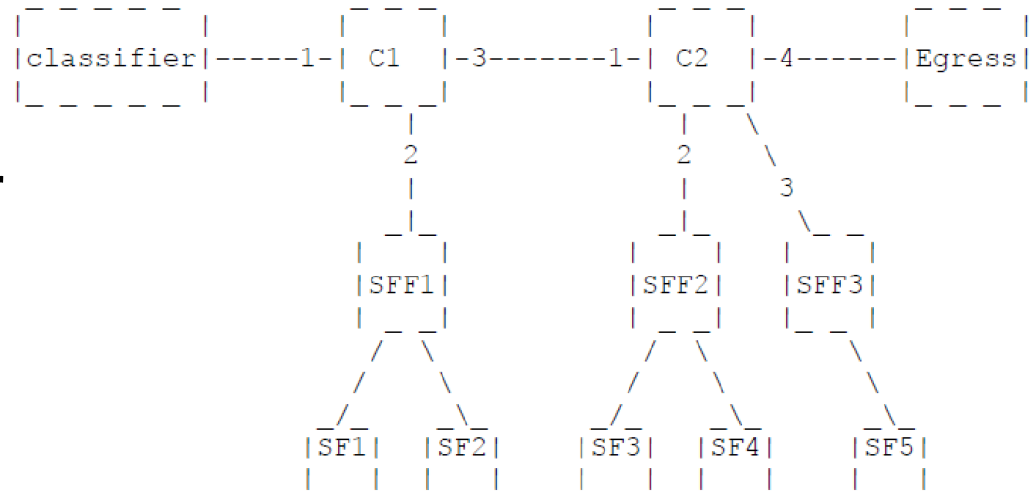 classifier -----1- C1 -3-------1- C2 -4------ Egress
2 2
3
SFF1 SFF2 SFF3
SF1 SF2 SF3 SF4 SF5